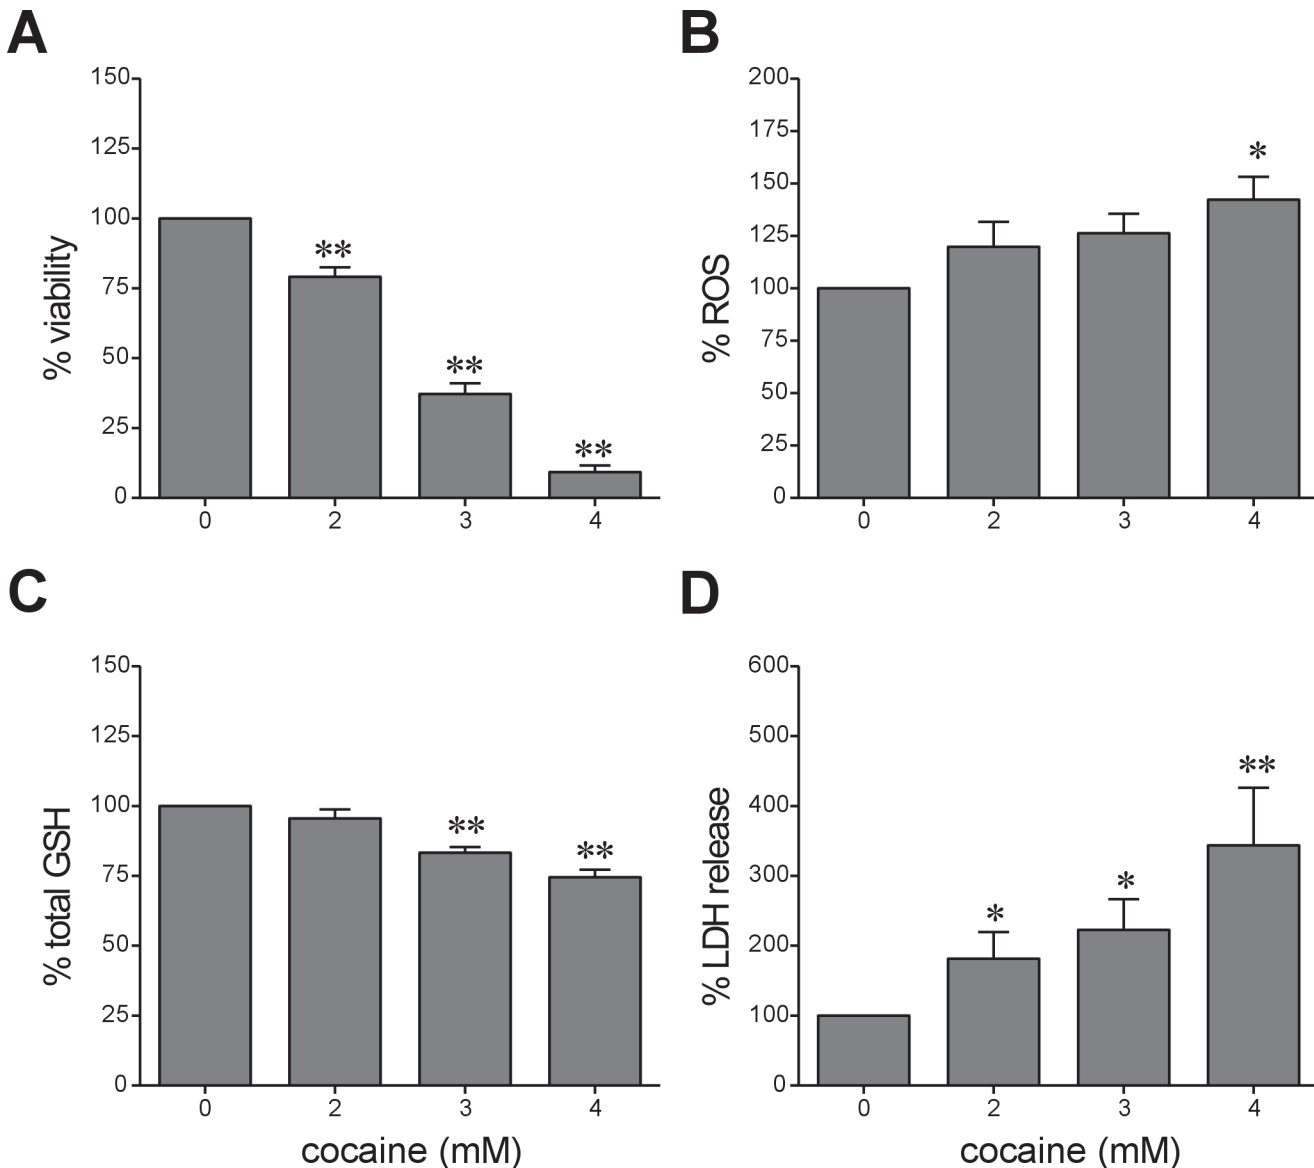 A
150
125
100
75
50
25
0
% viability
**
**
**
0 2 3 4
B
200
175
150
125
100
75
50
25
0
% ROS
*
0 2 3 4
C
150
125
100
75
50
25
0
% total GSH
**
**
0 2 3 4
cocaine (mM)
D
600
500
400
300
200
100
0
% LDH release
*
*
**
0 2 3 4
cocaine (mM)